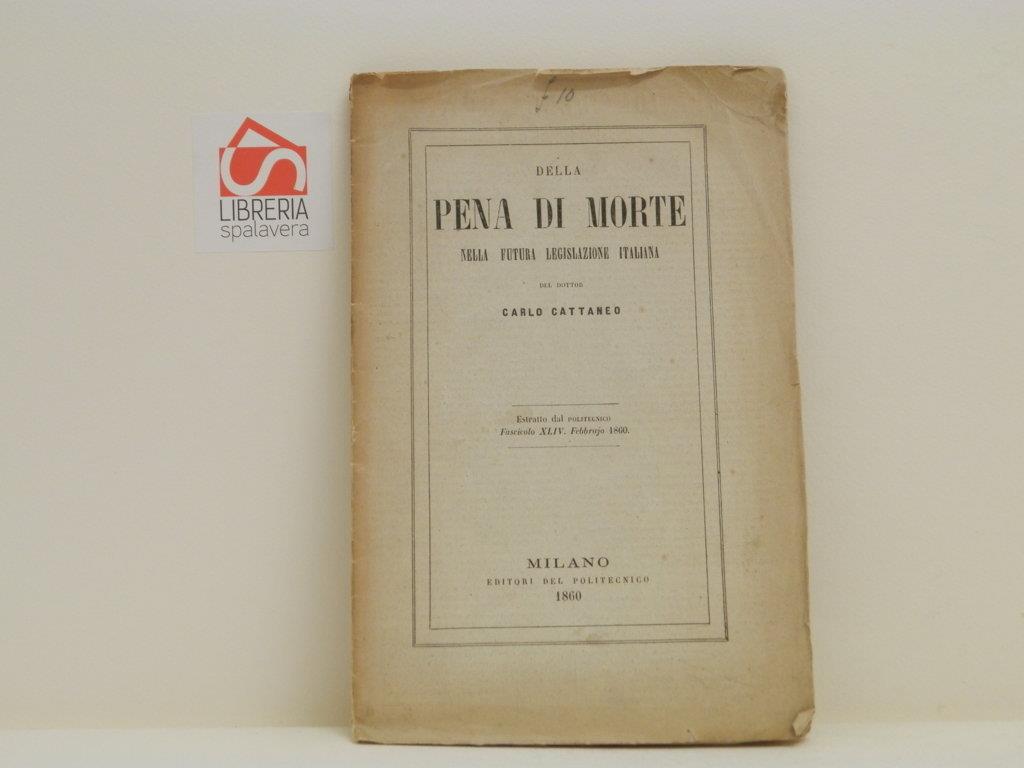 LIBRERIA
spalavera
£ 10
DELLA
PENA DI MORTE
NELLA FUTURA LEGISLAZIONE ITALIANA
DEL DOTTOR
CARLO CATTANEO
Estratto dal POLITECNICO
Fascicolo XLIV. Febbrajo 1860.
MILANO
EDITORI DEL POLITECNICO
1860